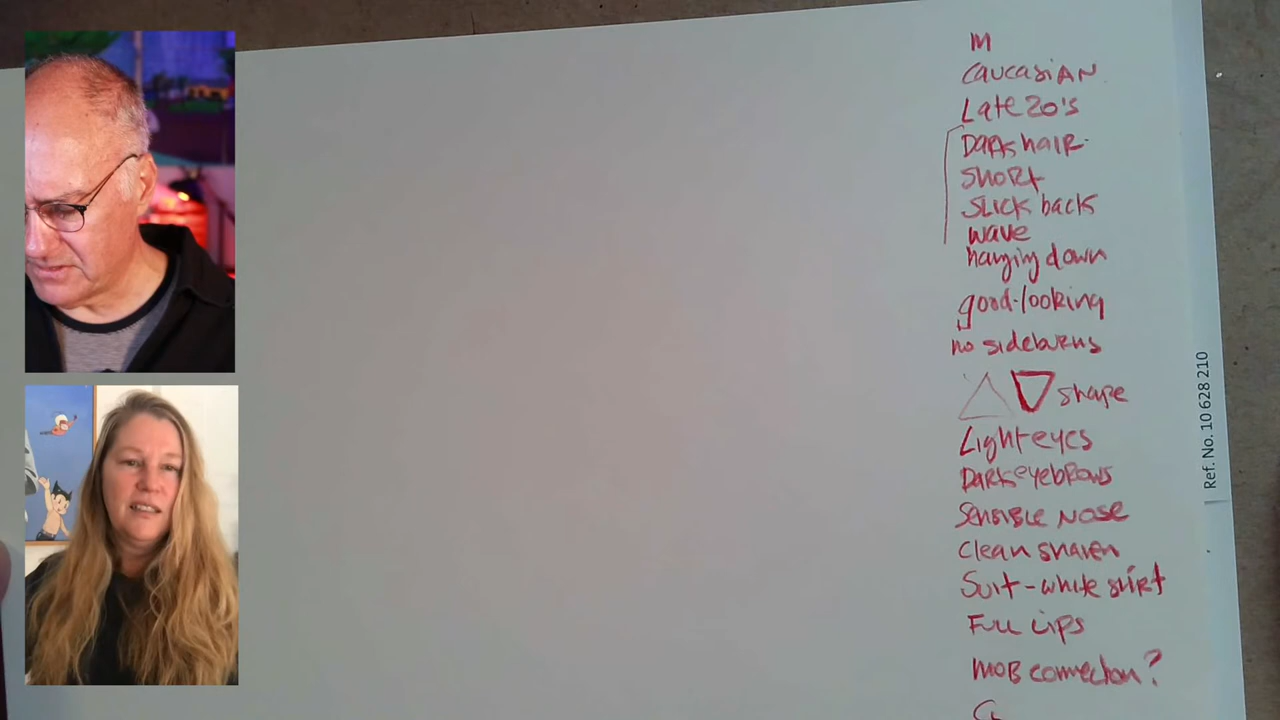 M
CAUCASIAN
Late 20's
Dark hair
short
slick back
wave
hanging down
good-looking
no sideburns
shape
Light eyes
Dark eyebrows
Sensible Nose
Clean shaven
Suit - white shirt
Full Lips
MOB connection?
Ref. No. 10 628 210